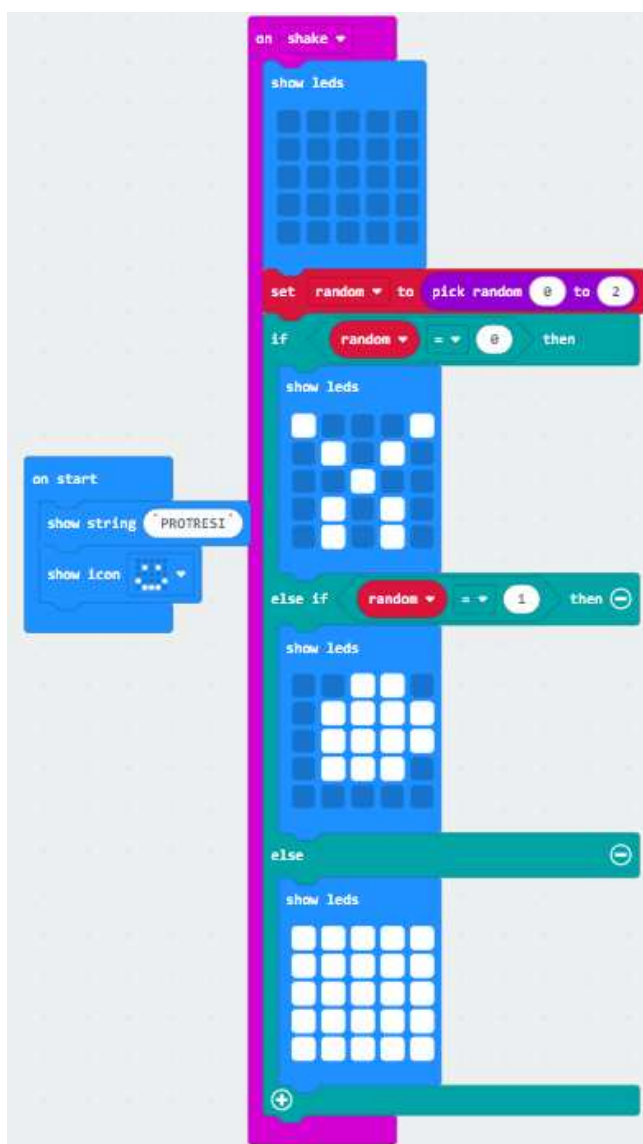 on shake
show leds
set random to pick random 0 to 2
if random = 0 then
show leds
on start
show string "PROTRESI"
show icon
else if random = 1 then
show leds
else
show leds